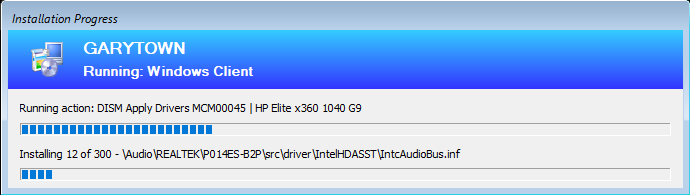 Installation Progress
GARYTOWN
Running: Windows Client
Running action: DISM Apply Drivers MCM00045 | HP Elite x360 1040 G9
Installing 12 of 300 - \Audio\REALTEK\P014ES-B2P\src\driver\IntelHDASST\IntcAudioBus.inf